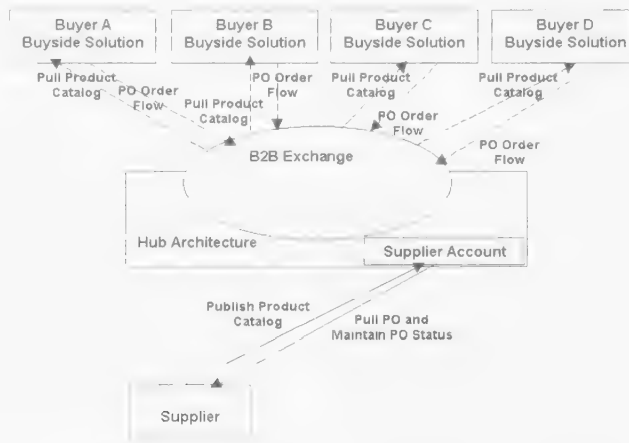 Buyer A
Buyside Solution
Buyer B
Buyside Solution
Buyer C
Buyside Solution
Buyer D
Buyside Solution
Pull Product
Catalog
PO Order
Flow
Pull Product
Catalog
PO Order
Flow
Pull Product
Catalog
PO Order
Flow
Pull Product
Catalog
PO Order
Flow
B2B Exchange
Hub Architecture
Supplier Account
Publish Product
Catalog
Pull PO and
Maintain PO Status
Supplier